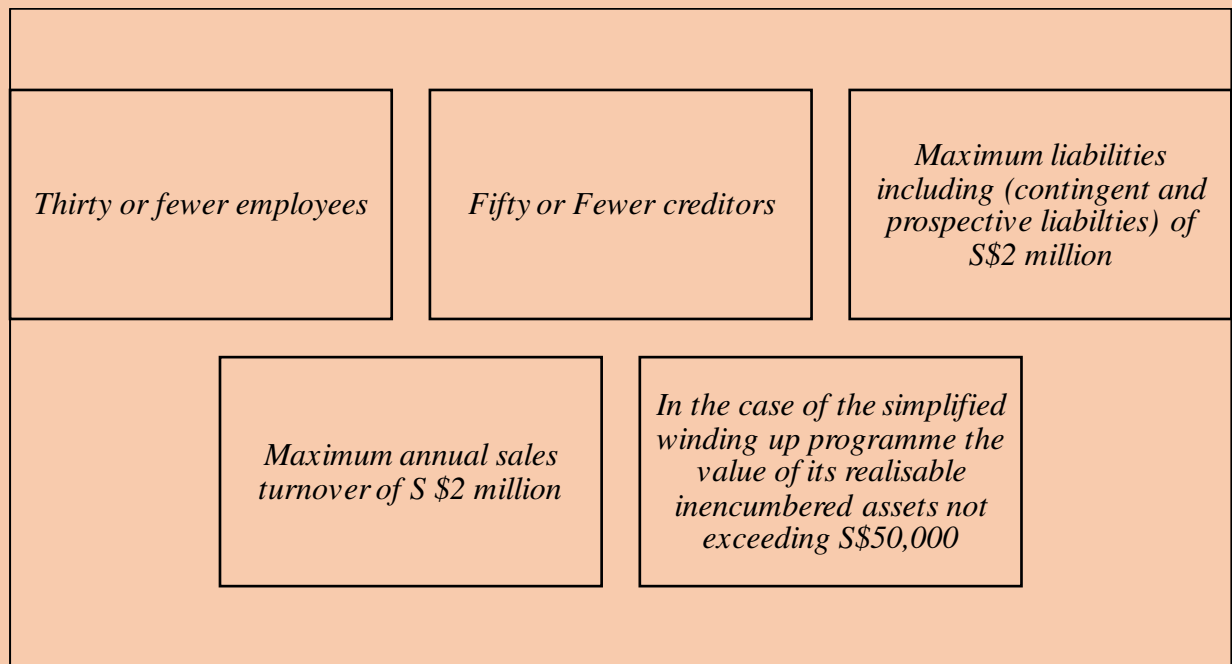 Thirty or fewer employees
Fifty or Fewer creditors
Maximum liabilities
including (contingent and
prospective liabilties) of
S$2 million
Maximum annual sales
turnover of S $2 million
In the case of the simplified
winding up programme the
value of its realisable
inencumbered assets not
exceeding S$50,000